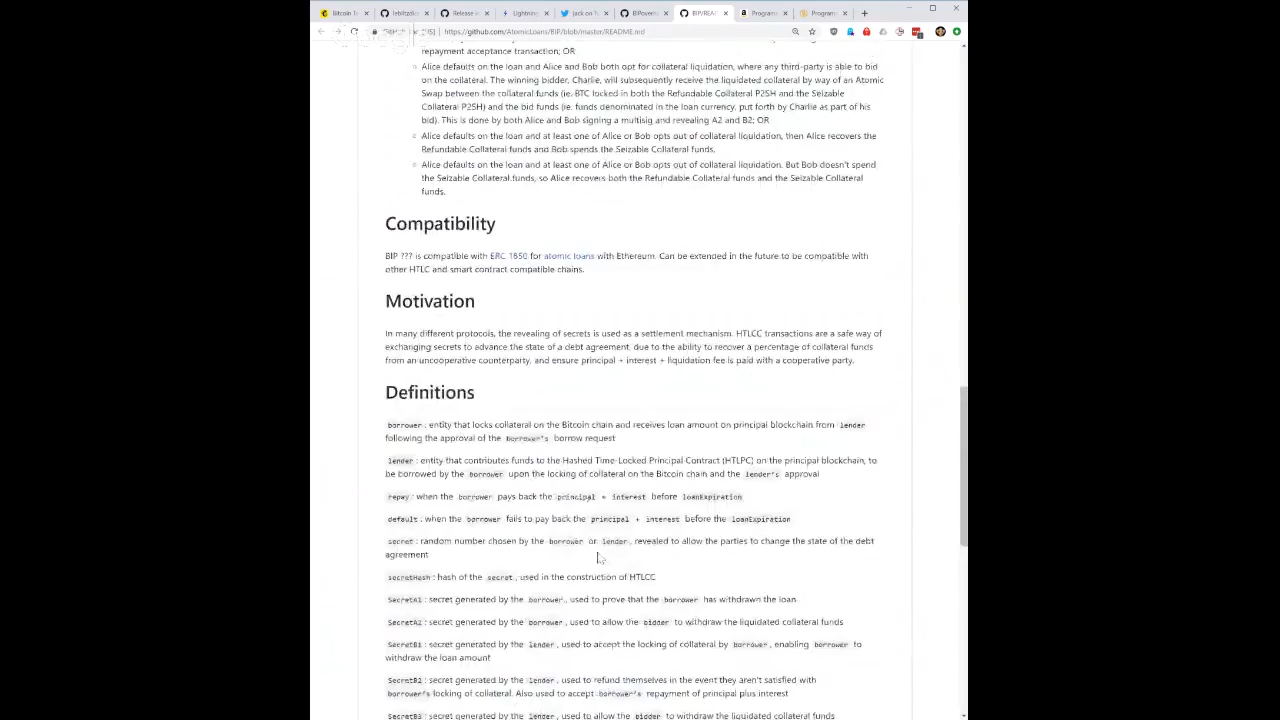 Bitcoin T
Release
Lightning
jack on T
BIP/REA
Program
Program
https://github.com/AtomicLoans/BIP/blob/master/README.md
repayment acceptance transaction; OR
Alice defaults on the loan and Alice and Bob both opt for collateral liquidation, where any third-party is able to bid
on the collateral. The winning bidder, Charlie, will subsequently receive the liquidated collateral by way of an Atomic
Swap between the collateral funds (ie. BTC locked in both the Refundable Collateral P2SH and the Seizable
Collateral P2SH) and the bid funds (ie. funds denominated in the loan currency, put forth by Charlie as part of his
bid). This is done by both Alice and Bob signing a multisig and revealing A2 and B2; OR
Alice defaults on the loan and at least one of Alice or Bob opts out of collateral liquidation, then Alice recovers the
Refundable Collateral funds and Bob spends the Seizable Collateral funds.
Alice defaults on the loan and at least one of Alice or Bob opts out of collateral liquidation. But Bob doesn't spend
the Seizable Collateral funds, so Alice recovers both the Refundable Collateral funds and the Seizable Collateral
funds.
Compatibility
BIP ??? is compatible with ERC 1850 for atomic loans with Ethereum. Can be extended in the future to be compatible with
other HTLC and smart contract compatible chains.
Motivation
In many different protocols, the revealing of secrets is used as a settlement mechanism. HTLCC transactions are a safe way of
exchanging secrets to advance the state of a debt agreement, due to the ability to recover a percentage of collateral funds
from an uncooperative counterparty, and ensure principal + interest + liquidation fee is paid with a cooperative party.
Definitions
borrower : entity that locks collateral on the Bitcoin chain and receives loan amount on principal blockchain from lender
following the approval of the borrower's borrow request
lender : entity that contributes funds to the Hashed Time-Locked Principal Contract (HTLPC) on the principal blockchain, to
be borrowed by the borrower upon the locking of collateral on the Bitcoin chain and the lender's approval
repay : when the borrower pays back the principal + interest before loanExpiration
default : when the borrower fails to pay back the principal + interest before the loanExpiration
secret : random number chosen by the borrower or lender , revealed to allow the parties to change the state of the debt
agreement
secretHash : hash of the secret , used in the construction of HTLCC
SecretA1 : secret generated by the borrower , used to prove that the borrower has withdrawn the loan
SecretA2 : secret generated by the borrower , used to allow the bidder to withdraw the liquidated collateral funds
SecretB1 : secret generated by the lender , used to accept the locking of collateral by borrower , enabling borrower to
withdraw the loan amount
SecretB2 : secret generated by the lender , used to refund themselves in the event they aren't satisfied with
borrower's locking of collateral. Also used to accept borrower's repayment of principal plus interest
SecretB3 : secret generated by the lender , used to allow the bidder to withdraw the liquidated collateral funds